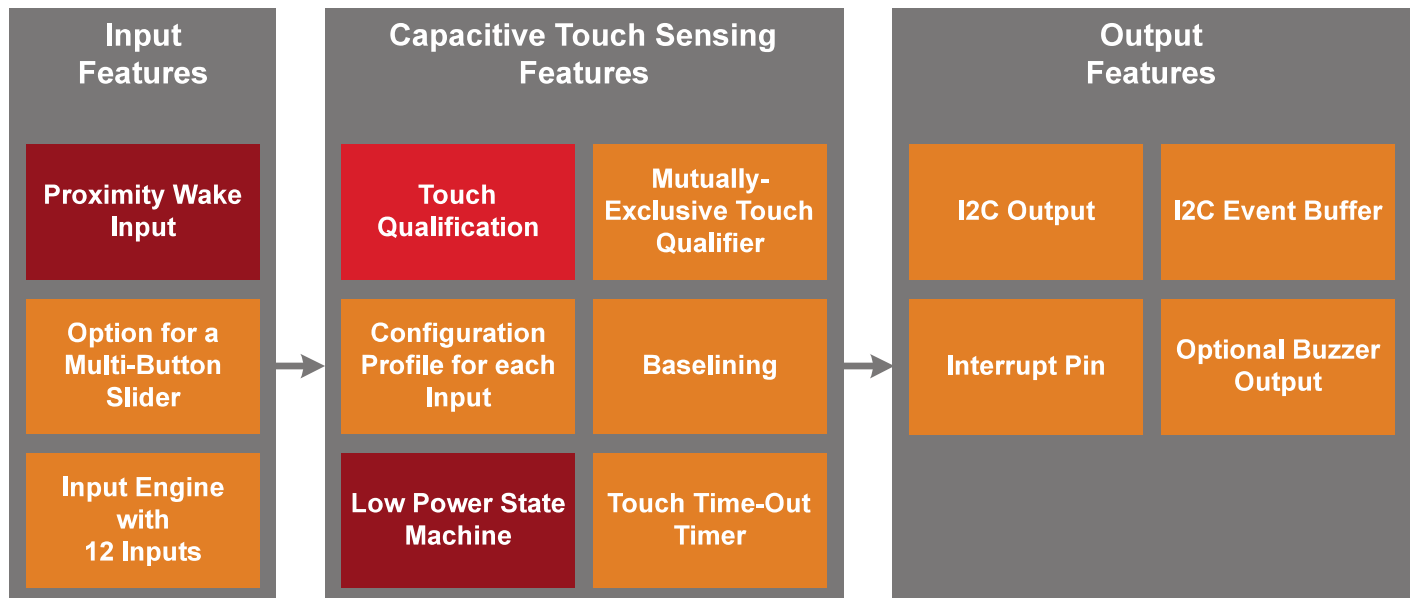 Input
Features
Proximity Wake
Input
Option for a
Multi-Button
Slider
Input Engine
with
12 Inputs
Capacitive Touch Sensing
Features
Touch
Qualification
Mutually-
Exclusive Touch
Qualifier
Configuration
Profile for each
Input
Baselining
Low Power State
Machine
Touch Time-Out
Timer
Output
Features
I2C Output
I2C Event Buffer
Interrupt Pin
Optional Buzzer
Output